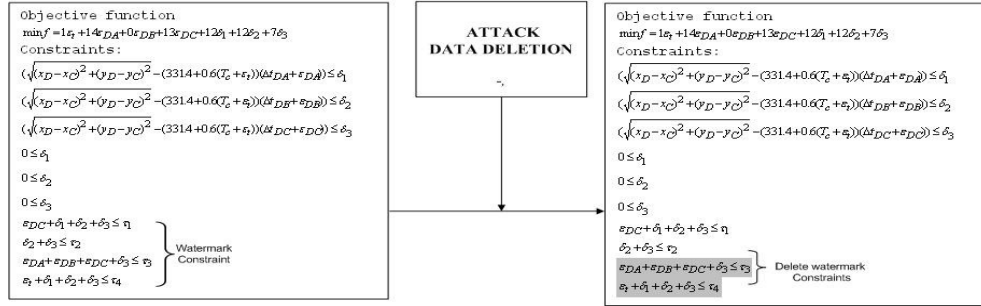 Objective function
min f = 1ε_t + 14ε_DA + 0ε_DB + 13ε_DC + 12δ_1 + 12δ_2 + 7δ_3
Constraints:
(√((x_D − x_C)^2 + (y_D − y_C)^2) − (331.4 + 0.6(T_c + ε_t))(Δt_DA + ε_DA)) ≤ δ_1
(√((x_D − x_C)^2 + (y_D − y_C)^2) − (331.4 + 0.6(T_c + ε_t))(Δt_DB + ε_DB)) ≤ δ_2
(√((x_D − x_C)^2 + (y_D − y_C)^2) − (331.4 + 0.6(T_c + ε_t))(Δt_DC + ε_DC)) ≤ δ_3
0 ≤ δ_1
0 ≤ δ_2
0 ≤ δ_3
ε_DC + δ_1 + δ_2 + δ_3 ≤ τ_1
δ_2 + δ_3 ≤ τ_2
ε_DA + ε_DB + ε_DC + δ_3 ≤ τ_3
ε_t + δ_1 + δ_2 + δ_3 ≤ τ_4
Watermark
Constraint
ATTACK
DATA DELETION
Objective function
min f = 1ε_t + 14ε_DA + 0ε_DB + 13ε_DC + 12δ_1 + 12δ_2 + 7δ_3
Constraints:
(√((x_D − x_C)^2 + (y_D − y_C)^2) − (331.4 + 0.6(T_c + ε_t))(Δt_DA + ε_DA)) ≤ δ_1
(√((x_D − x_C)^2 + (y_D − y_C)^2) − (331.4 + 0.6(T_c + ε_t))(Δt_DB + ε_DB)) ≤ δ_2
(√((x_D − x_C)^2 + (y_D − y_C)^2) − (331.4 + 0.6(T_c + ε_t))(Δt_DC + ε_DC)) ≤ δ_3
0 ≤ δ_1
0 ≤ δ_2
0 ≤ δ_3
ε_DC + δ_1 + δ_2 + δ_3 ≤ τ_1
δ_2 + δ_3 ≤ τ_2
ε_DA + ε_DB + ε_DC + δ_3 ≤ τ_3
ε_t + δ_1 + δ_2 + δ_3 ≤ τ_4
Delete watermark
Constraints